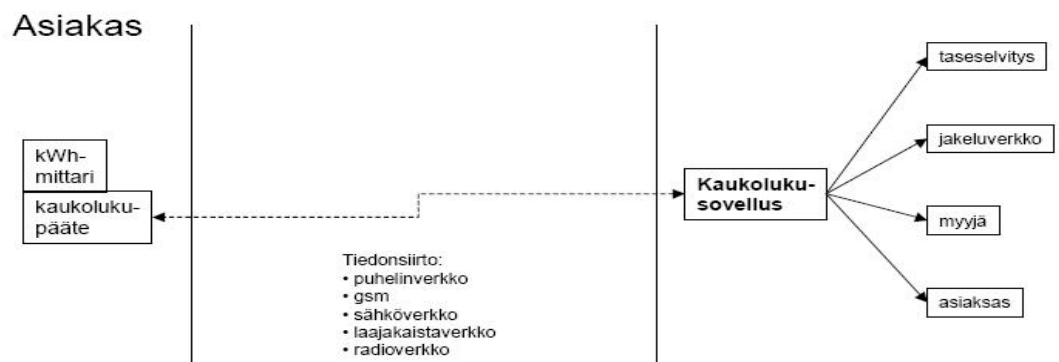 Asiakas
kWh-
mittari
kaukoluku-
pääte
Tiedonsiirto:
• puhelinverkko
• gsm
• sähköverkko
• laajakaistaverkko
• radioverkko
Kaukoluku-
sovellus
taseselvitys
jakeluverkko
myyjä
asiaksas